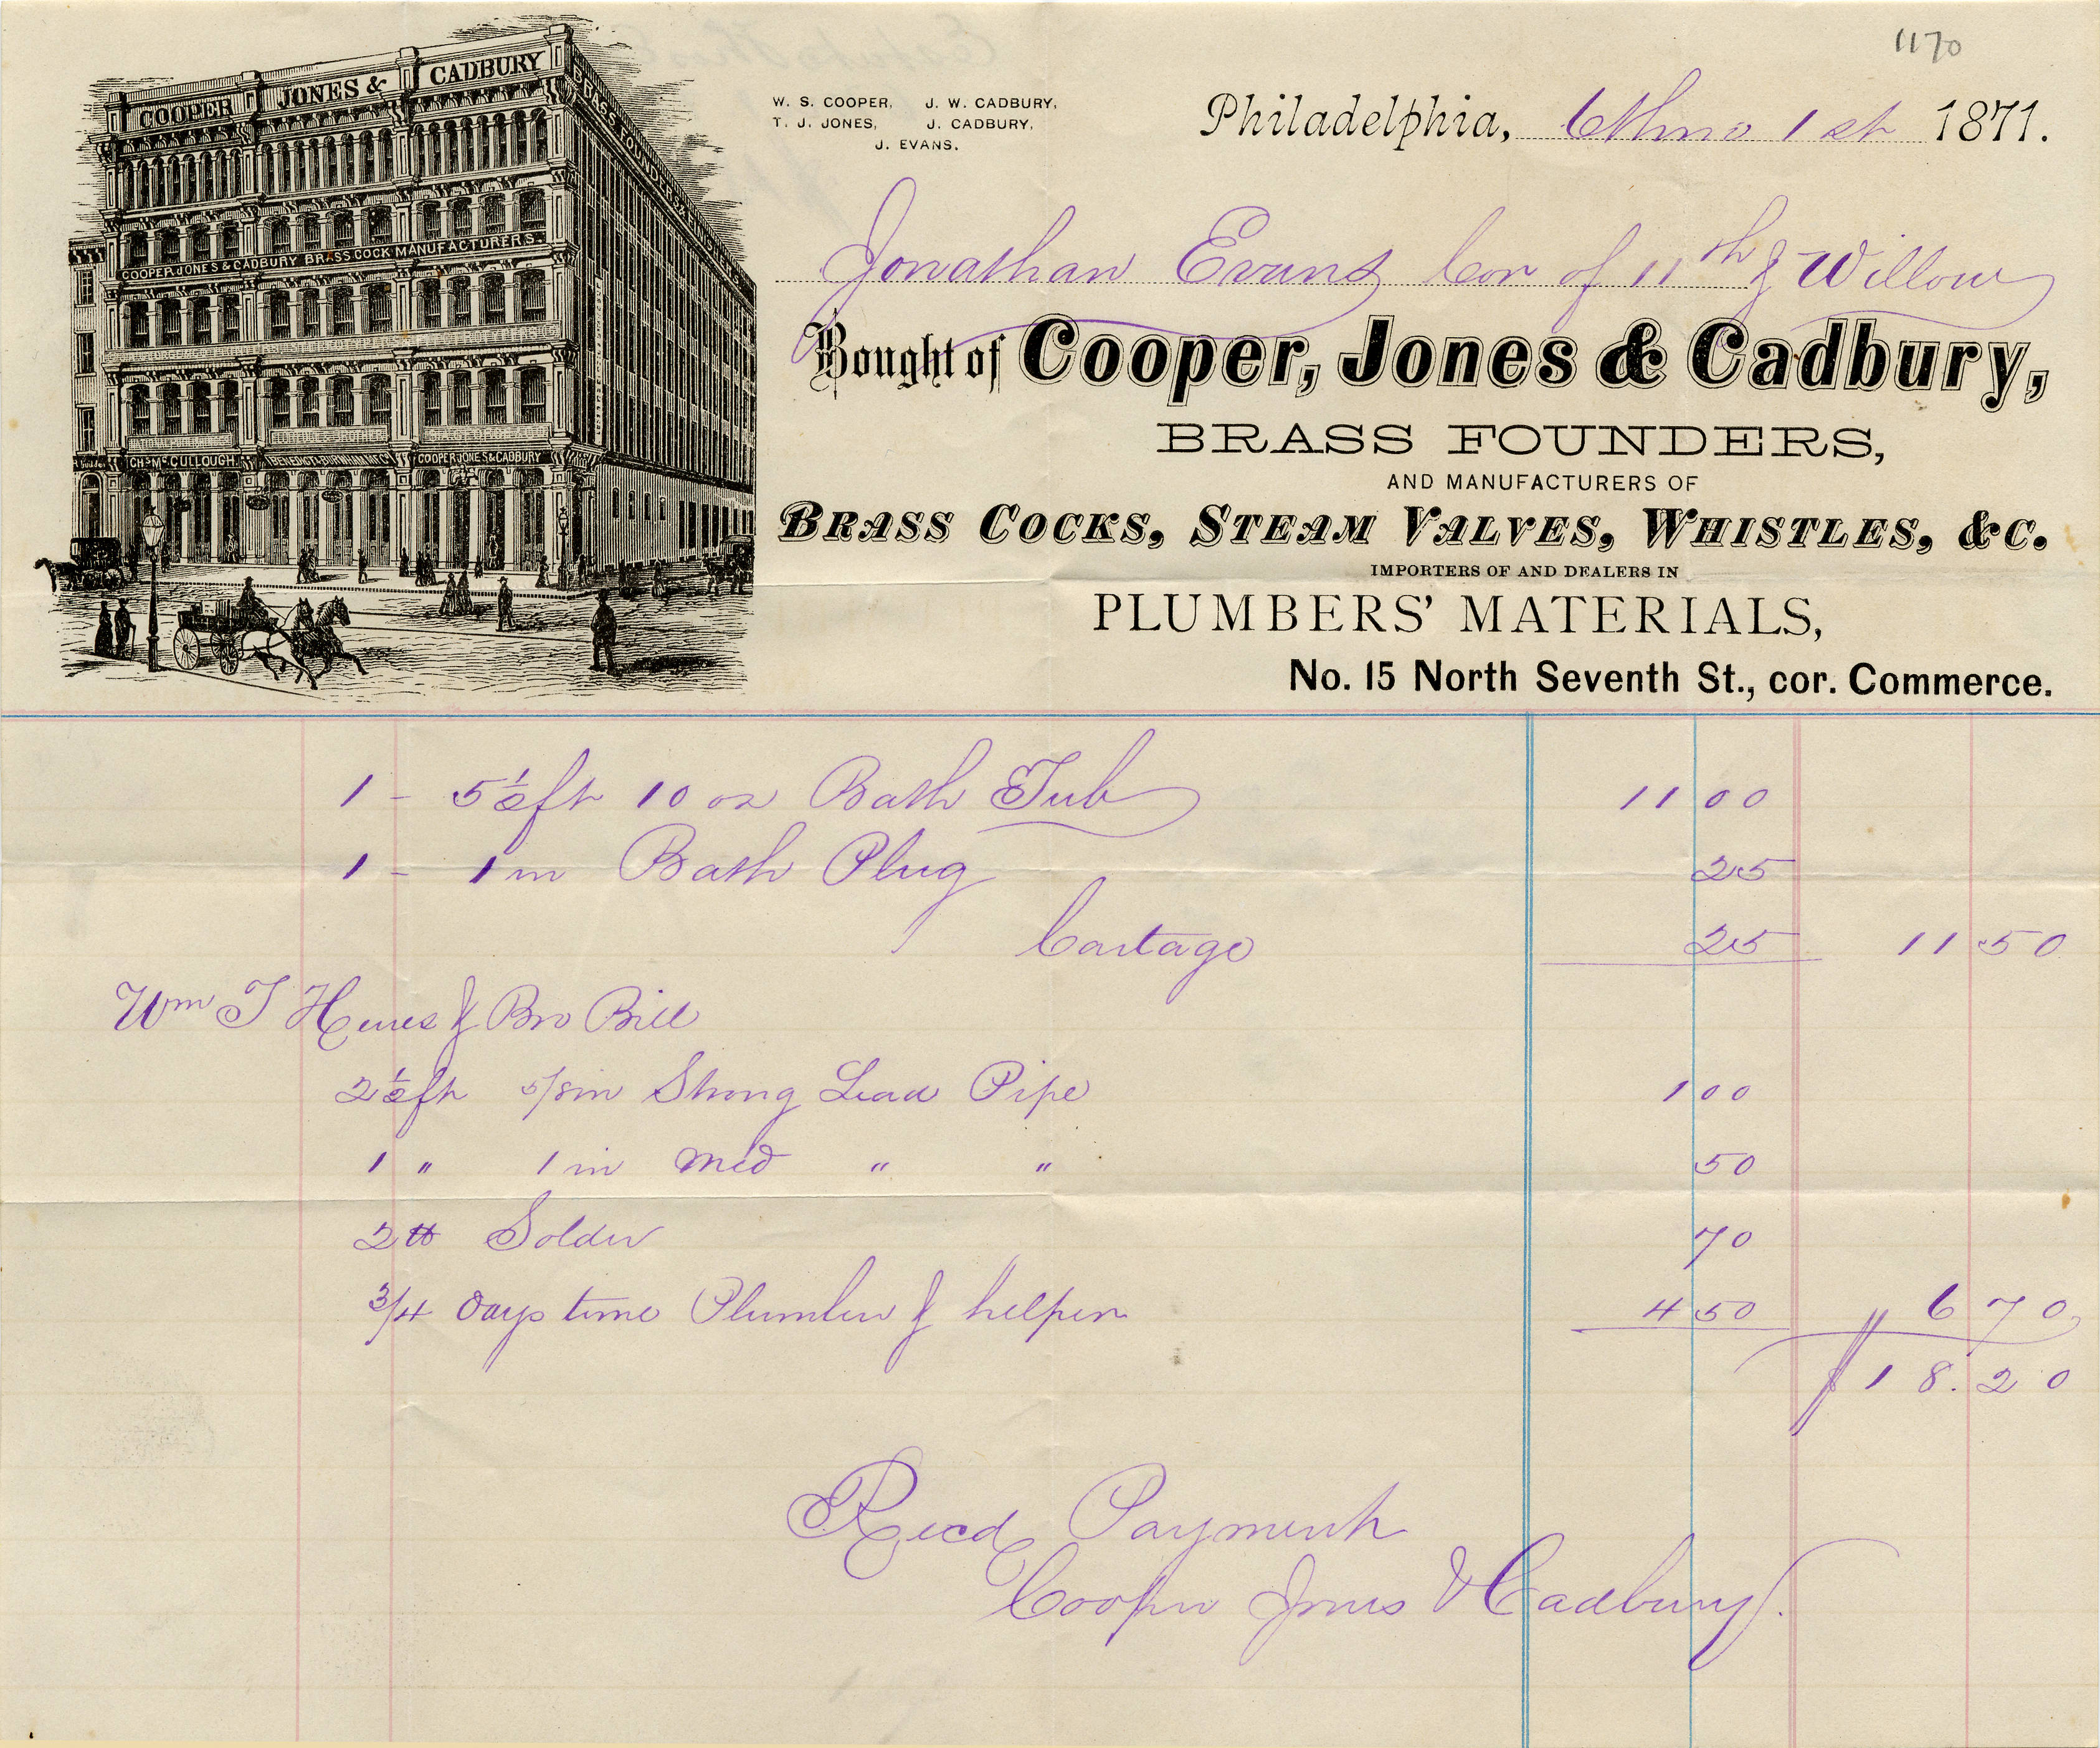 1170
COOPER JONES & CADBURY
BRASS FOUNDERS &
COOPER JONES & CADBURY BRASS COCK MANUFACTURERS.
McCULLOUGH COOPER JONES & CADBURY
W. S. COOPER, J. W. CADBURY,
T. J. JONES, J. CADBURY,
J. EVANS.
Philadelphia, 6th mo 1st 1871.
Jonathan Evans Cor of 11th & Willow
Bought of Cooper, Jones & Cadbury,
BRASS FOUNDERS,
AND MANUFACTURERS OF
BRASS COCKS, STEAM VALVES, WHISTLES, &C.
IMPORTERS OF AND DEALERS IN
PLUMBERS' MATERIALS,
No. 15 North Seventh St., cor. Commerce.
1 - 5½ ft 10 oz Bath Tub 11 00
1 - 1 in Bath Plug 25
Cartage 25 11 50
Wm T & Bro Bill
2½ ft 5/8 in Strong Lead Pipe 1 00
1 " 1 in Med " " 50
2 lb Solder 70
3/4 days time Plumber & helper 4 50 6 70
$18.20
Recd Payment
Cooper Jones & Cadbury.